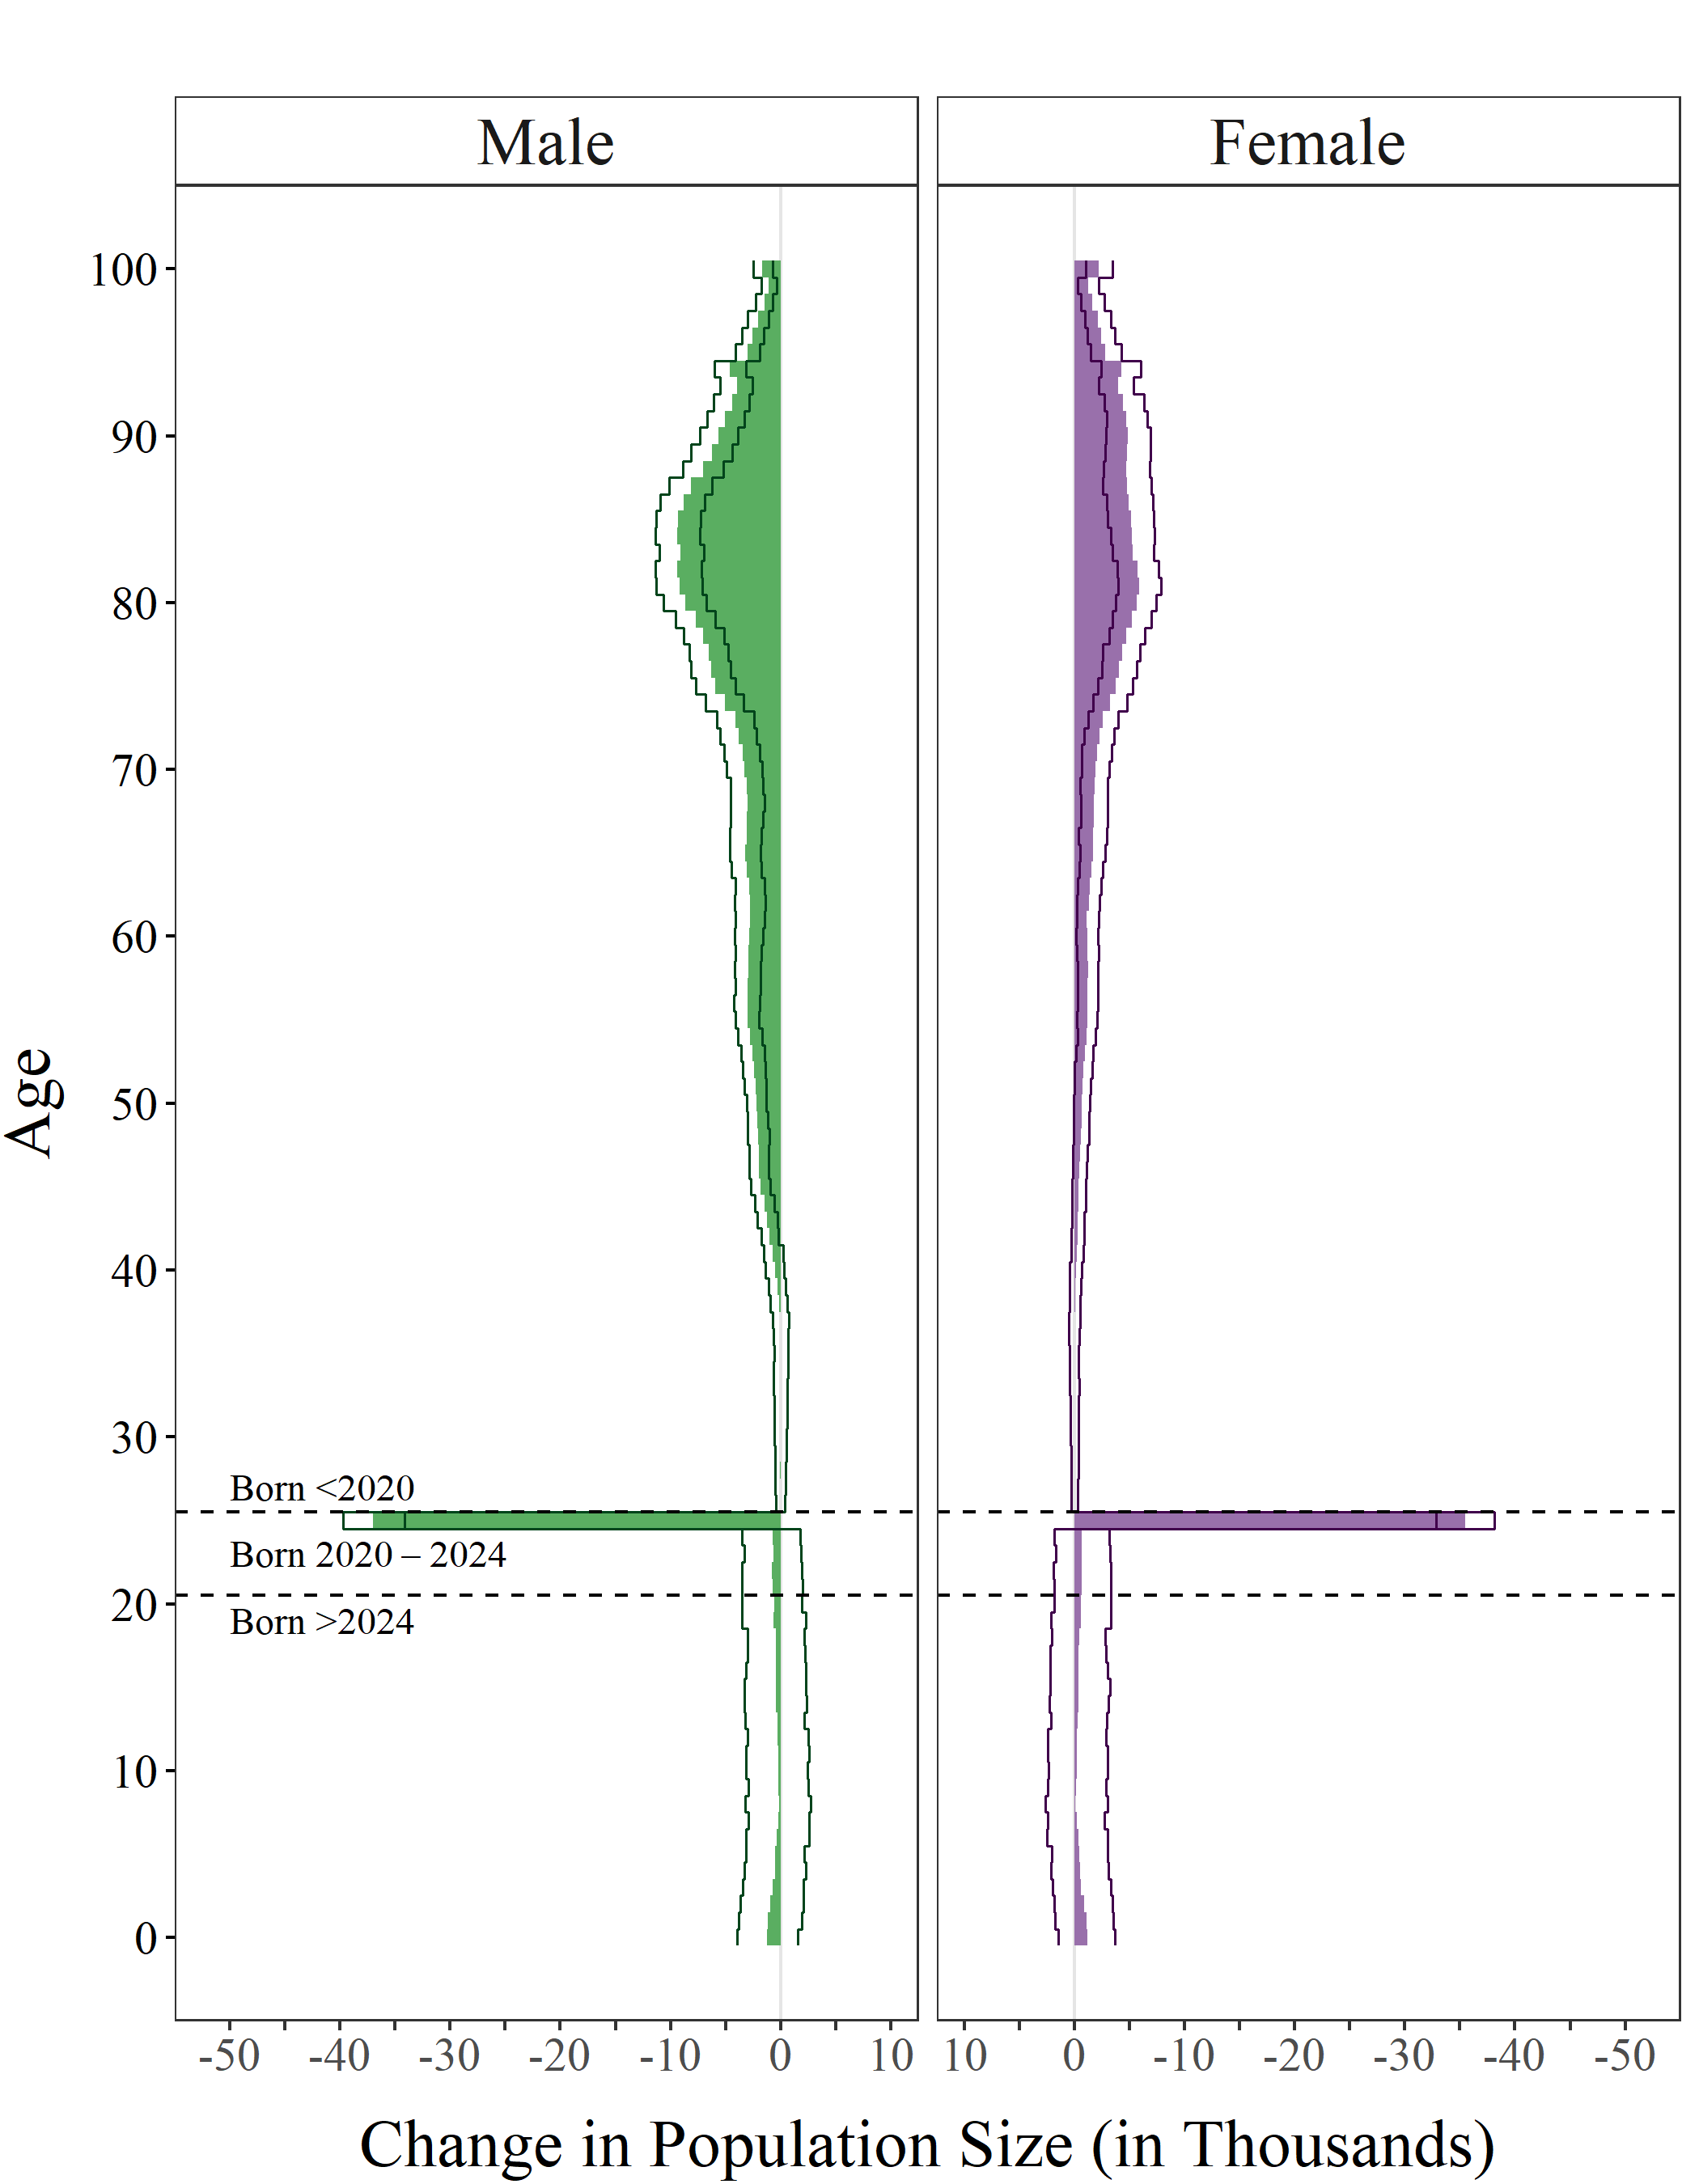 Male Female
Age
100
90
80
70
60
50
40
30
20
10
0
Born <2020
Born 2020 – 2024
Born >2024
-50 -40 -30 -20 -10 0 10 10 0 -10 -20 -30 -40 -50
Change in Population Size (in Thousands)